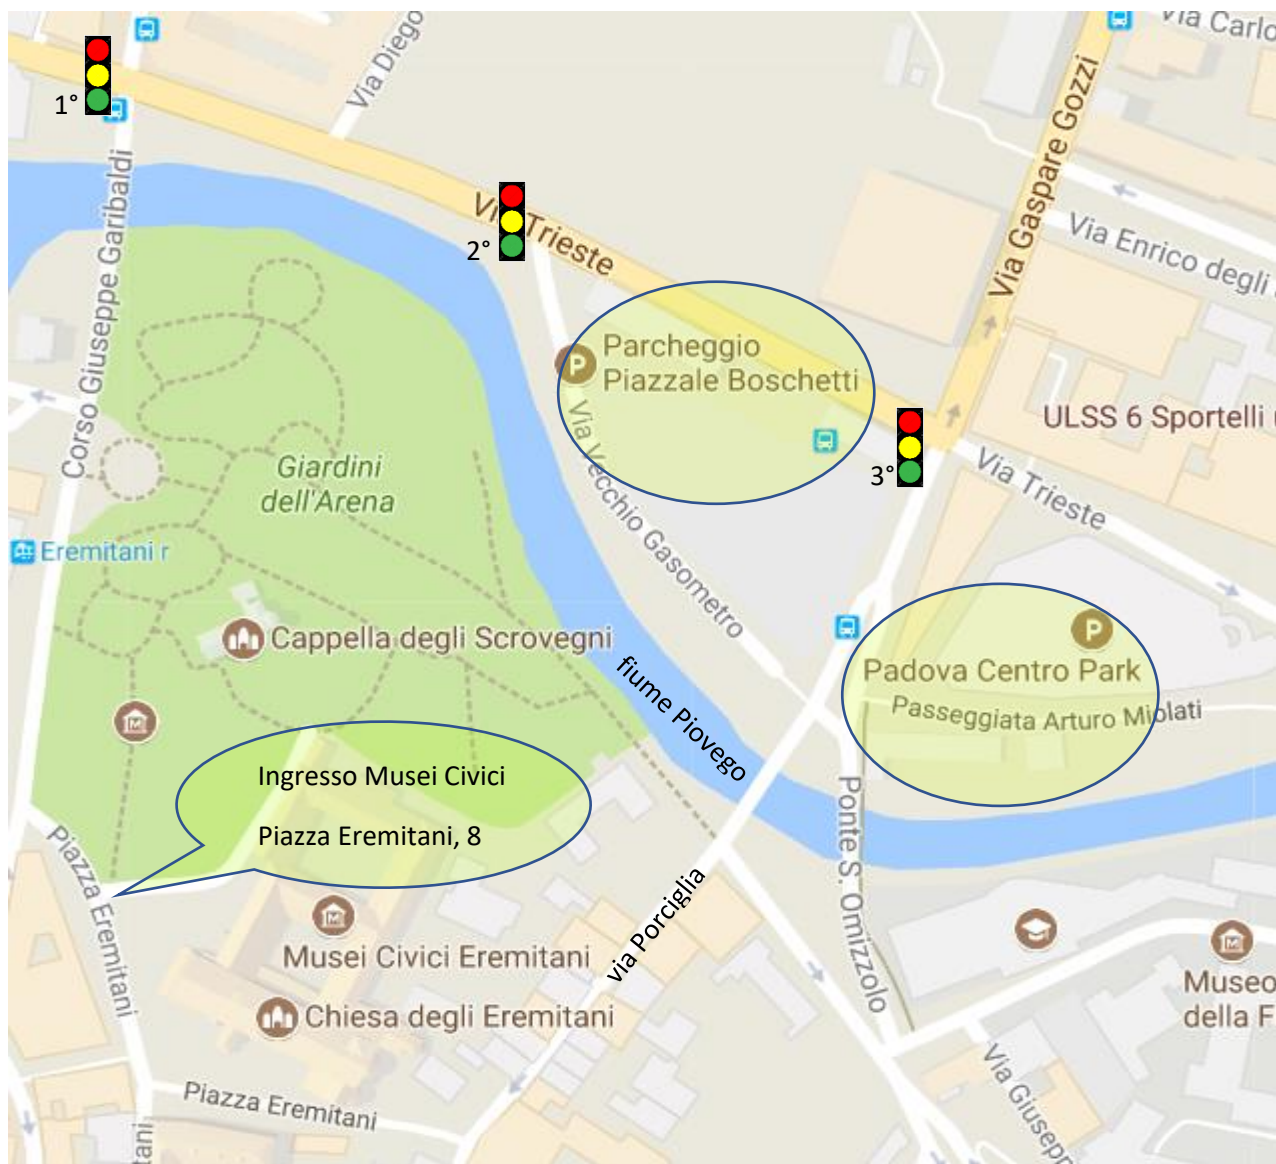 Via Carlo
1°
Via Diego
Via Gaspare Gozzi
Corso Giuseppe Garibaldi
Via Trieste
2°
Via Enrico degli
Parcheggio
Piazzale Boschetti
P
ULSS 6 Sportelli
3°
Via Trieste
Giardini
dell'Arena
Via Vecchio Gasometro
Eremitani
Cappella degli Scrovegni
P
Padova Centro Park
Passeggiata Arturo Miolati
fiume Piovego
M
Ingresso Musei Civici
Piazza Eremitani, 8
Ponte S. Omizzolo
Piazza Eremitani
via Porciglia
M
Musei Civici Eremitani
M
Museo
della F
Chiesa degli Eremitani
Via Giusepp
Piazza Eremitani
tani